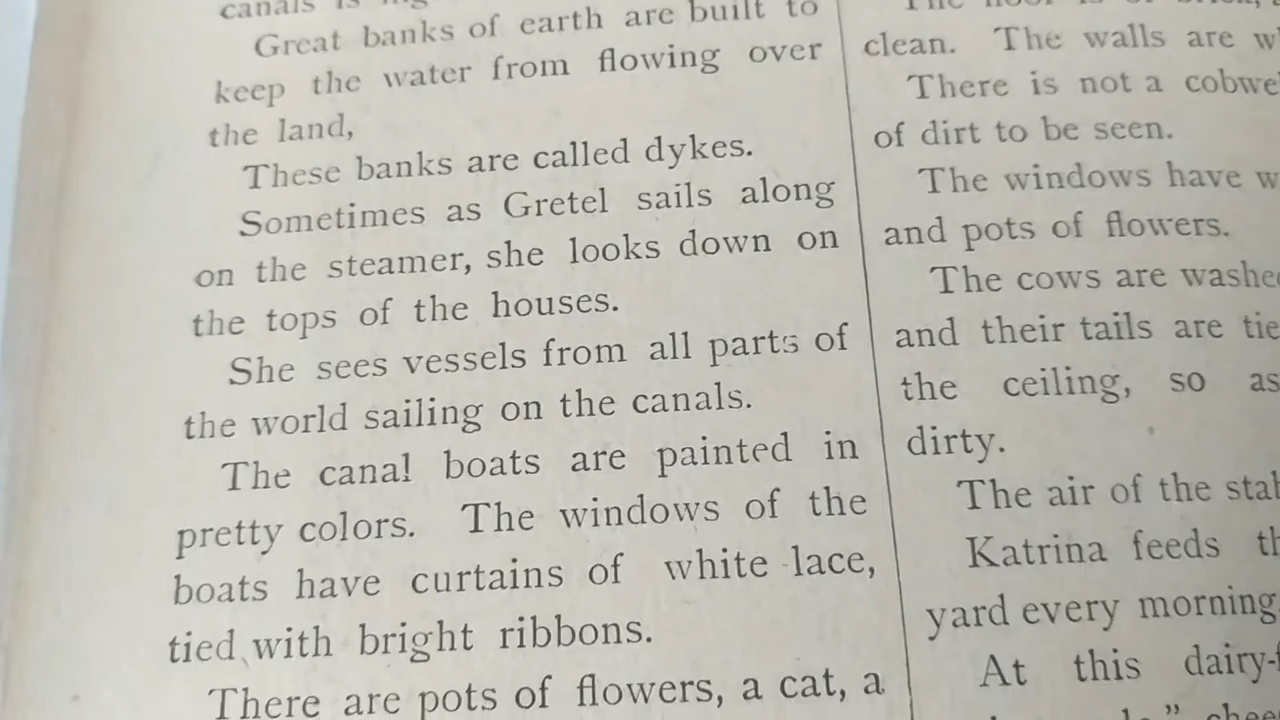 canals is
Great banks of earth are built to
keep the water from flowing over
the land,
These banks are called dykes.
Sometimes as Gretel sails along
on the steamer, she looks down on
the tops of the houses.
She sees vessels from all parts of
the world sailing on the canals.
The canal boats are painted in
pretty colors. The windows of the
boats have curtains of white lace,
tied with bright ribbons.
There are pots of flowers, a cat, a
clean. The walls are
There is not a
of dirt to be seen.
The windows have
and pots of flowers.
The cows are
and their tails are
the ceiling, so as
dirty.
The air of the
Katrina feeds
yard every morning
At this